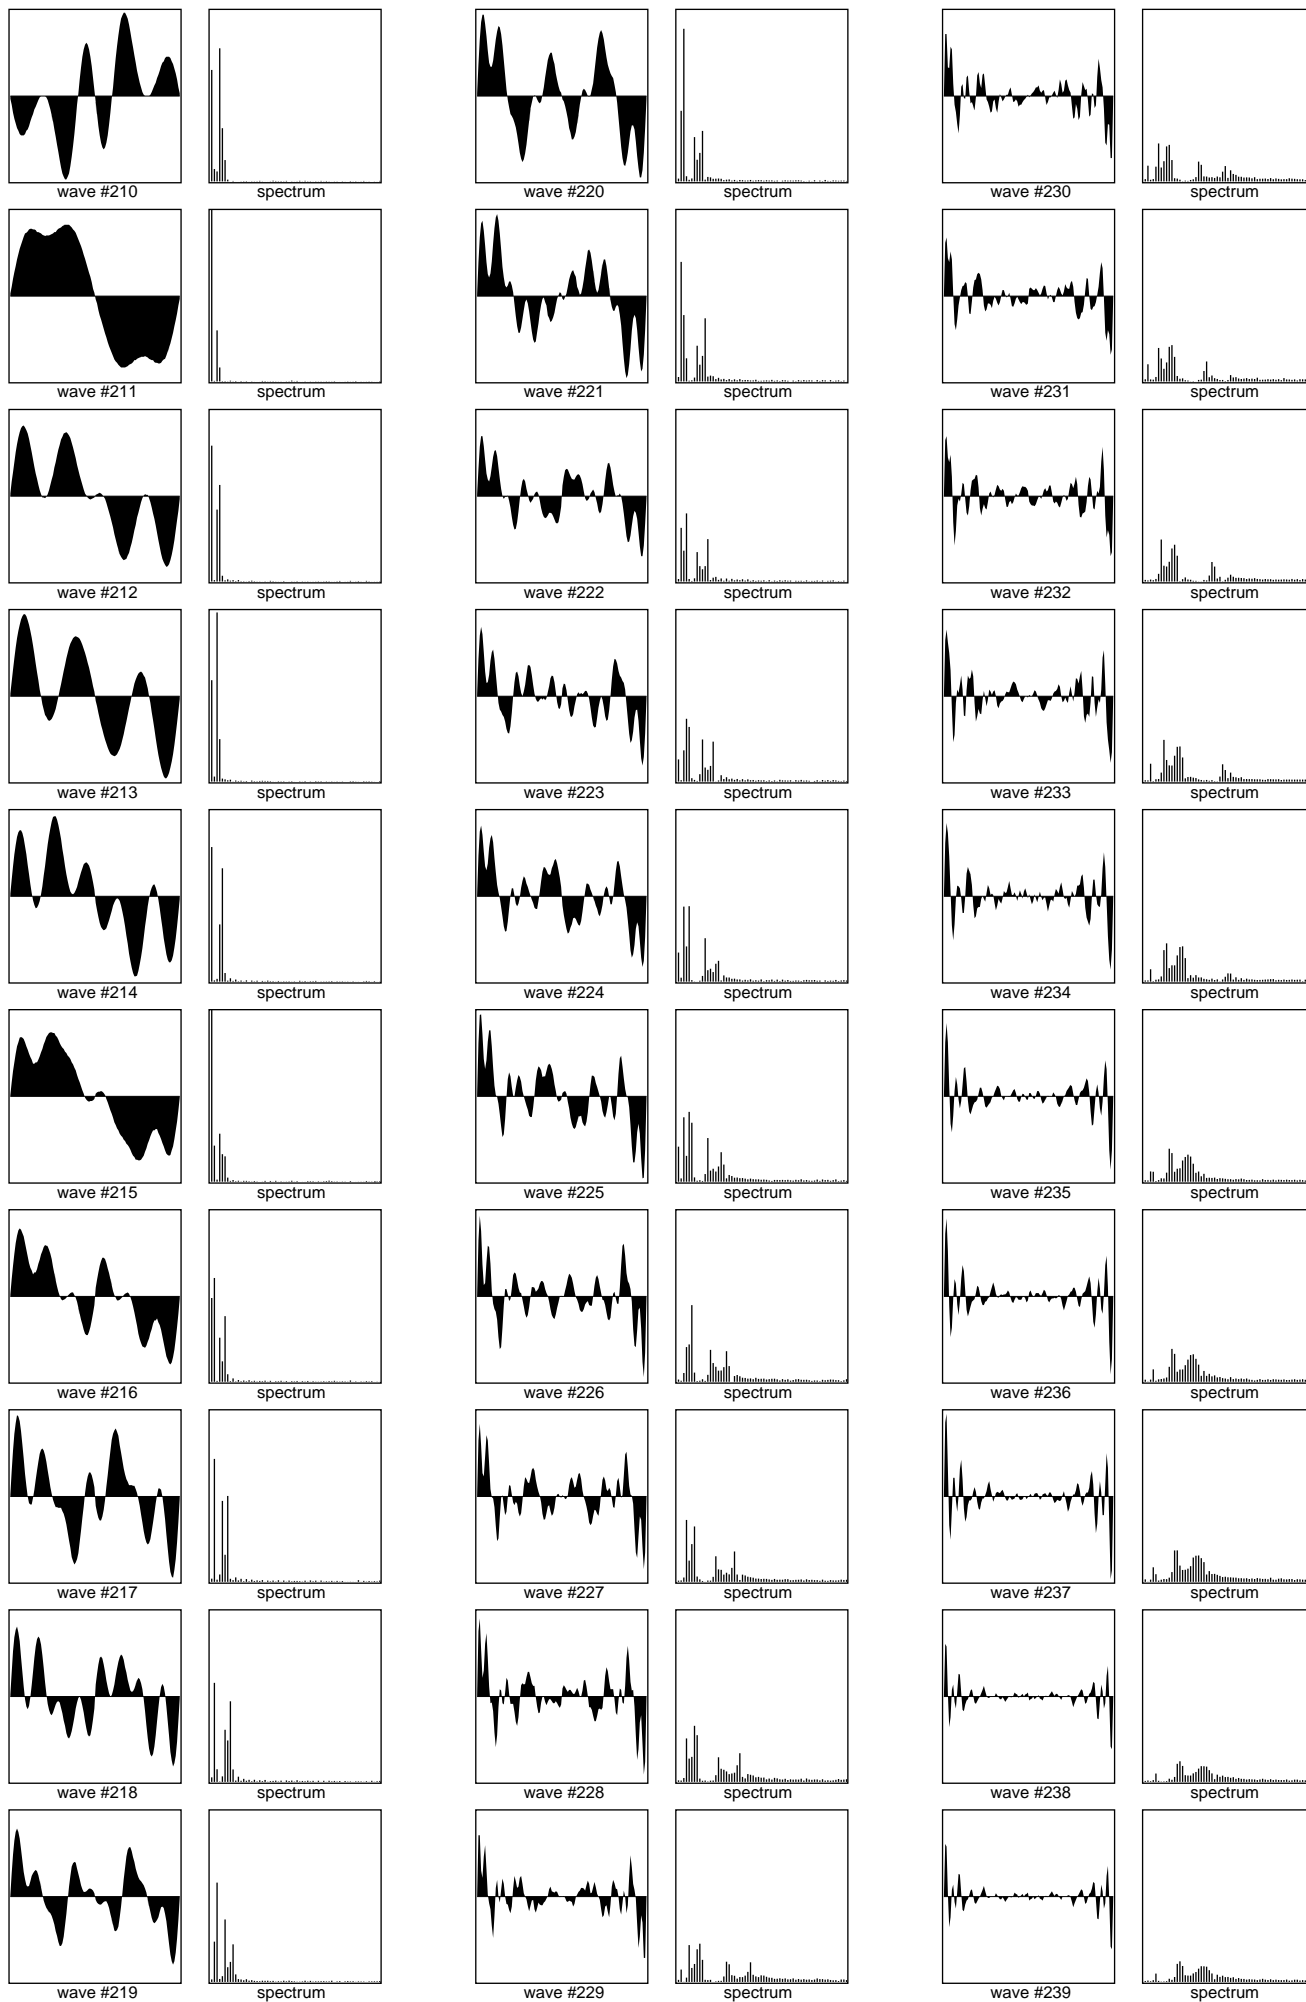 wave #210 spectrum wave #220 spectrum wave #230 spectrum
wave #211 spectrum wave #221 spectrum wave #231 spectrum
wave #212 spectrum wave #222 spectrum wave #232 spectrum
wave #213 spectrum wave #223 spectrum wave #233 spectrum
wave #214 spectrum wave #224 spectrum wave #234 spectrum
wave #215 spectrum wave #225 spectrum wave #235 spectrum
wave #216 spectrum wave #226 spectrum wave #236 spectrum
wave #217 spectrum wave #227 spectrum wave #237 spectrum
wave #218 spectrum wave #228 spectrum wave #238 spectrum
wave #219 spectrum wave #229 spectrum wave #239 spectrum